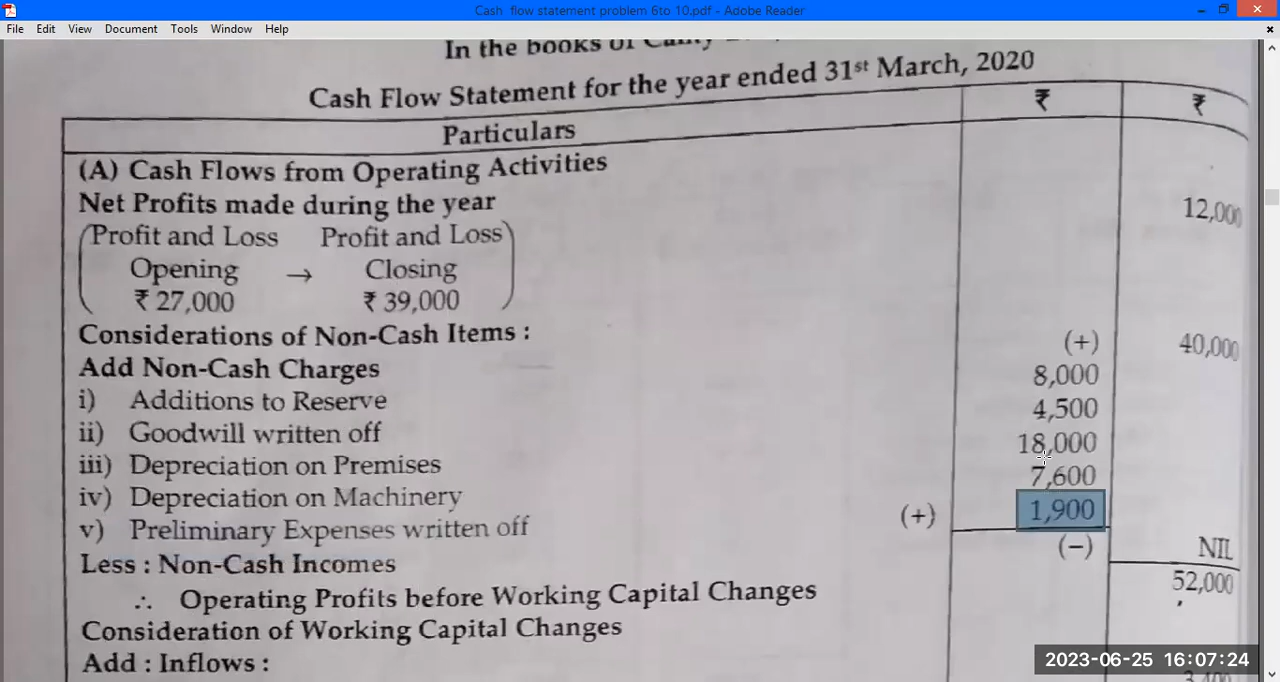 Cash flow statement problem 6to 10.pdf - Adobe Reader
File Edit View Document Tools Window Help
In the books of
Cash Flow Statement for the year ended 31st March, 2020
Particulars ₹ ₹
(A) Cash Flows from Operating Activities
Net Profits made during the year 12,000
Profit and Loss Profit and Loss
Opening → Closing
₹ 27,000 ₹ 39,000
Considerations of Non-Cash Items :
Add Non-Cash Charges (+) 40,000
i) Additions to Reserve 8,000
ii) Goodwill written off 4,500
iii) Depreciation on Premises 18,000
iv) Depreciation on Machinery 7,600
v) Preliminary Expenses written off (+) 1,900
Less : Non-Cash Incomes (−) NIL
∴ Operating Profits before Working Capital Changes 52,000
Consideration of Working Capital Changes
Add : Inflows :
2023-06-25 16:07:24